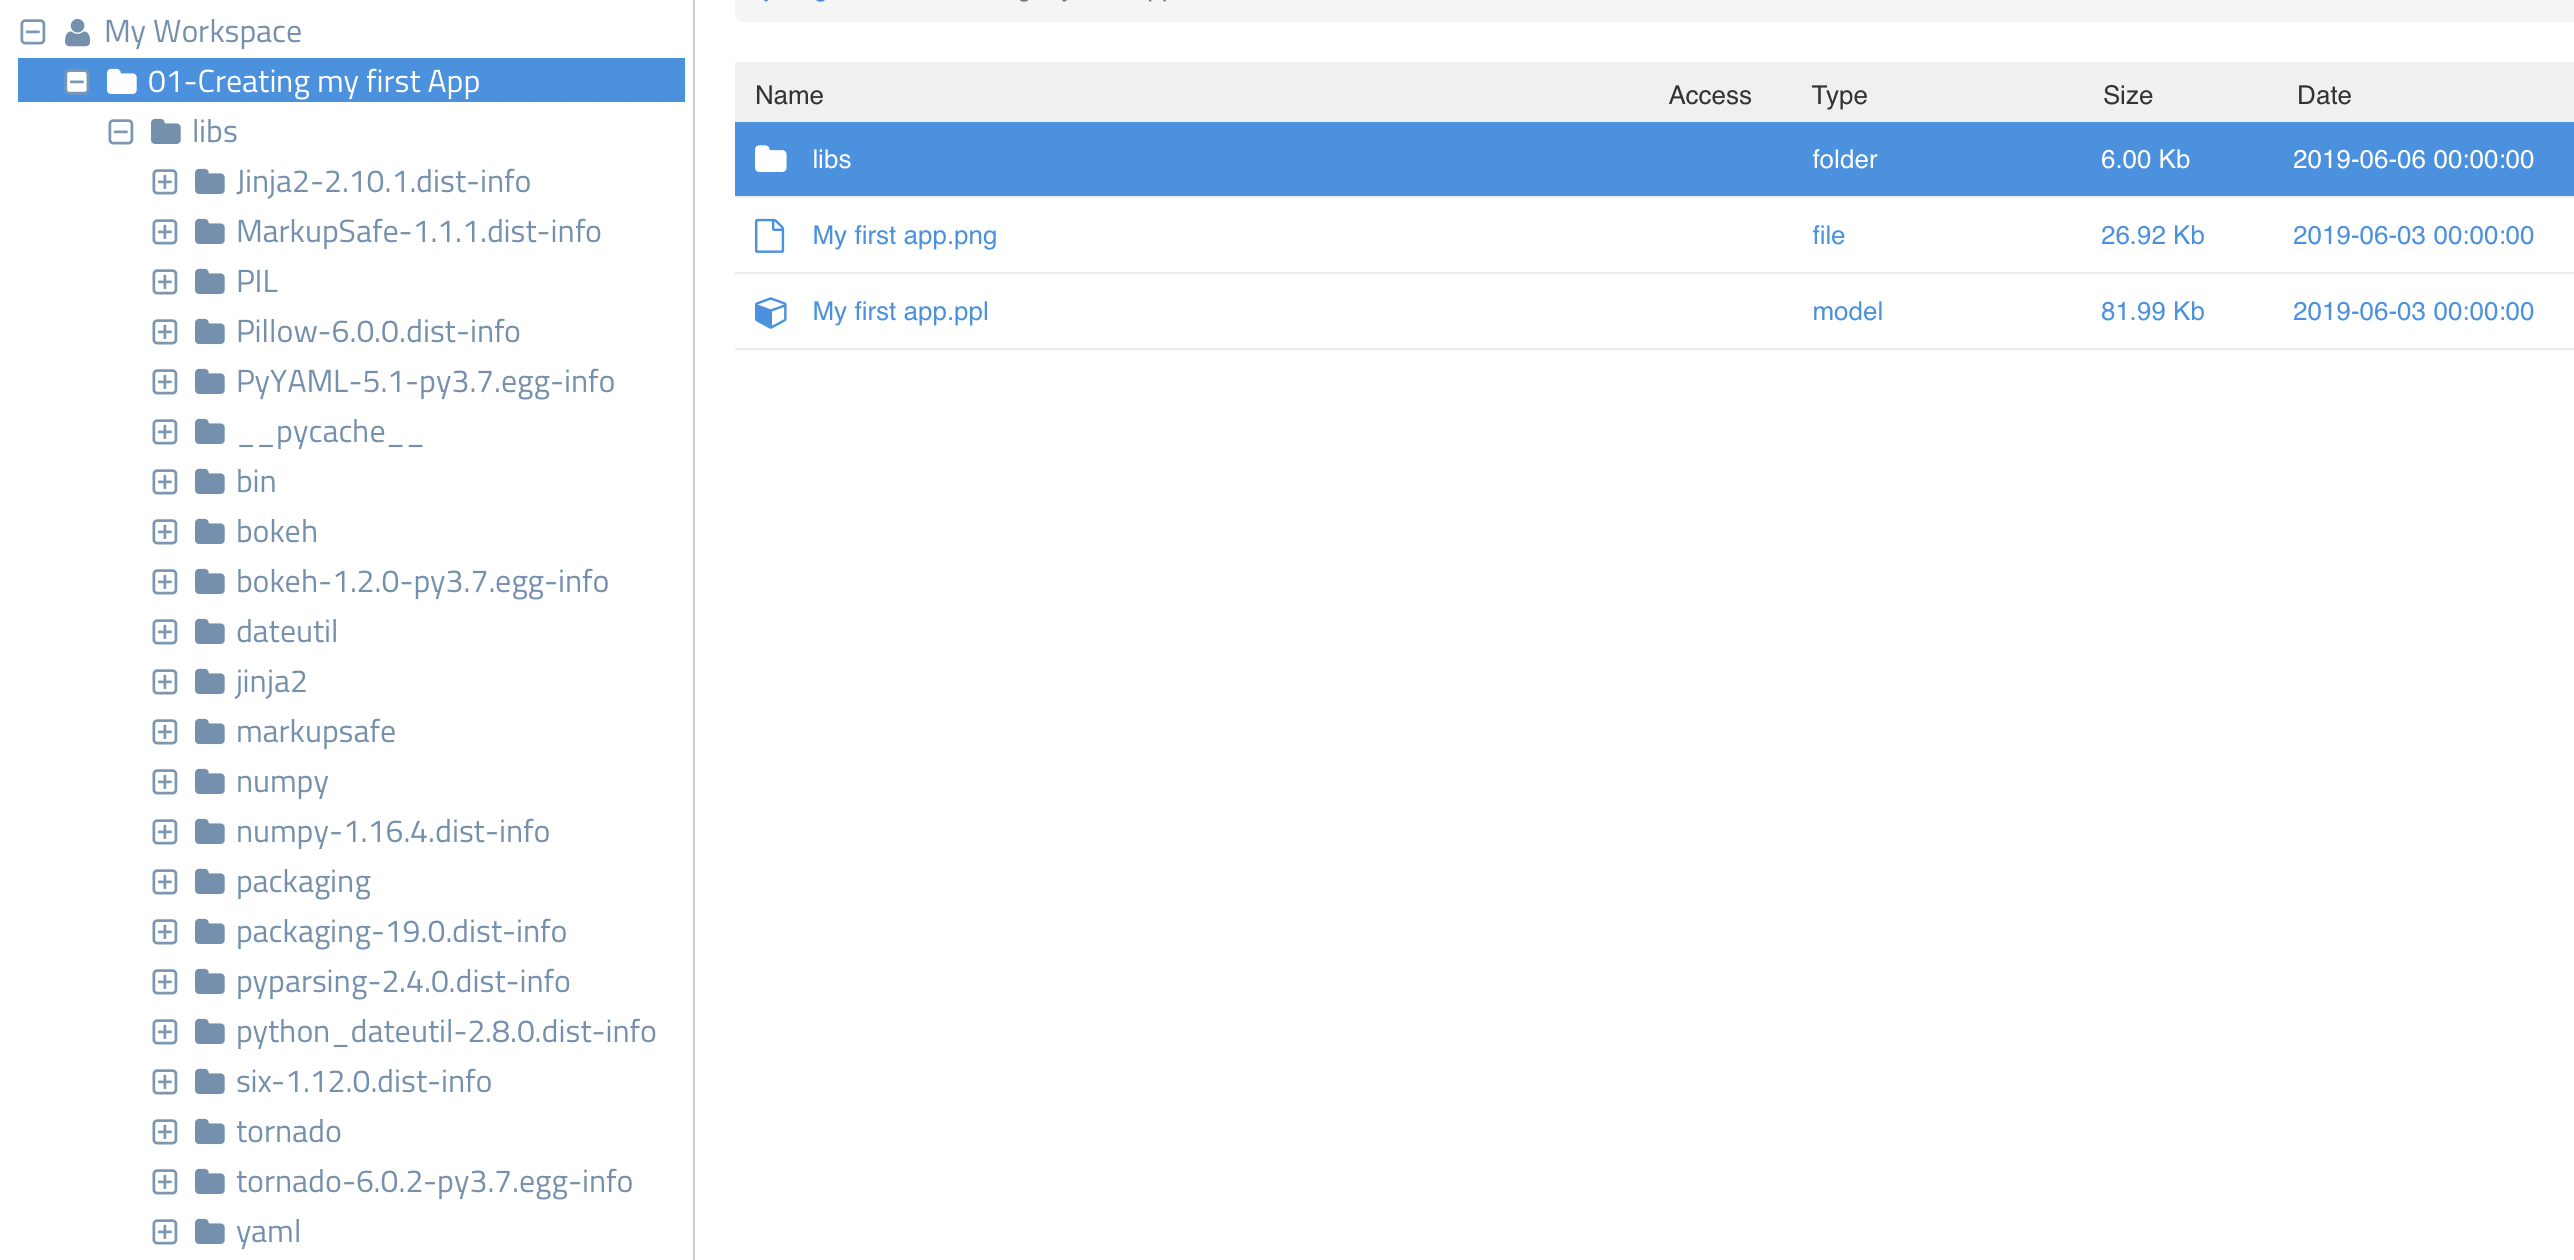 My Workspace
01-Creating my first App
libs
Jinja2-2.10.1.dist-info
MarkupSafe-1.1.1.dist-info
PIL
Pillow-6.0.0.dist-info
PyYAML-5.1-py3.7.egg-info
__pycache__
bin
bokeh
bokeh-1.2.0-py3.7.egg-info
dateutil
jinja2
markupsafe
numpy
numpy-1.16.4.dist-info
packaging
packaging-19.0.dist-info
pyparsing-2.4.0.dist-info
python_dateutil-2.8.0.dist-info
six-1.12.0.dist-info
tornado
tornado-6.0.2-py3.7.egg-info
yaml
Name Access Type Size Date
libs folder 6.00 Kb 2019-06-06 00:00:00
My first app.png file 26.92 Kb 2019-06-03 00:00:00
My first app.ppl model 81.99 Kb 2019-06-03 00:00:00